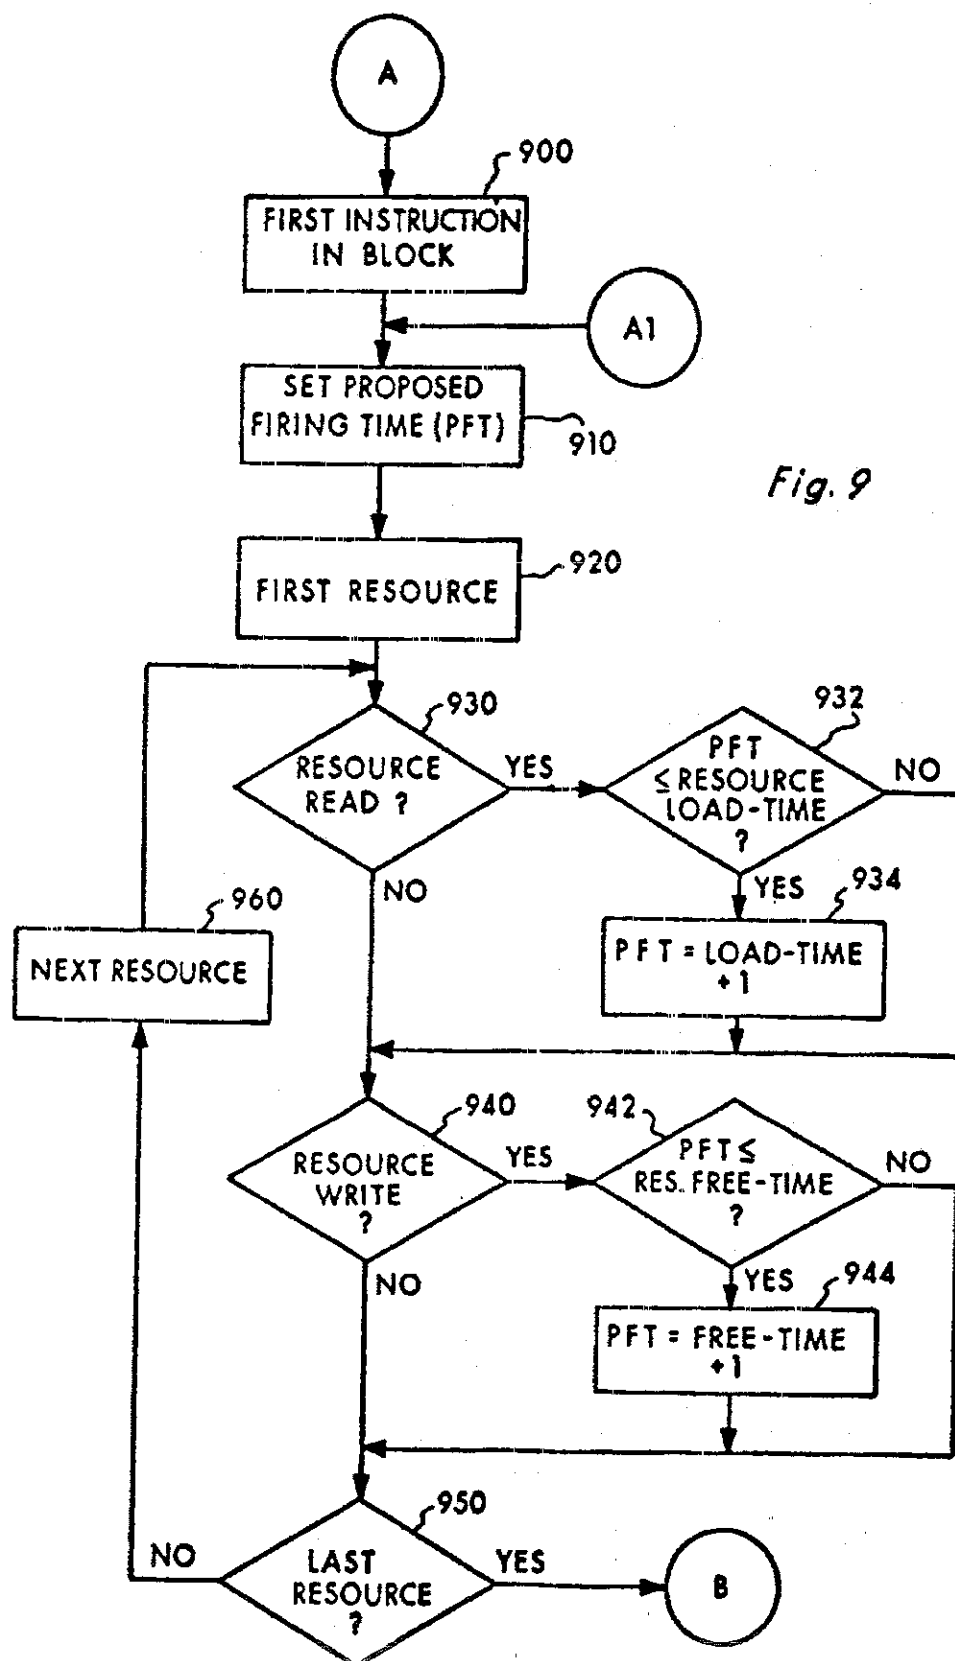 A
900
FIRST INSTRUCTION
IN BLOCK
A1
SET PROPOSED
FIRING TIME (PFT)
910
Fig. 9
920
FIRST RESOURCE
930
RESOURCE
READ ?
YES
NO
932
PFT
≤ RESOURCE
LOAD-TIME
?
NO
YES
934
PFT = LOAD-TIME
+1
960
NEXT RESOURCE
940
RESOURCE
WRITE
?
YES
NO
942
PFT ≤
RES. FREE-TIME
?
NO
YES
944
PFT = FREE-TIME
+1
950
LAST
RESOURCE
?
NO
YES
B